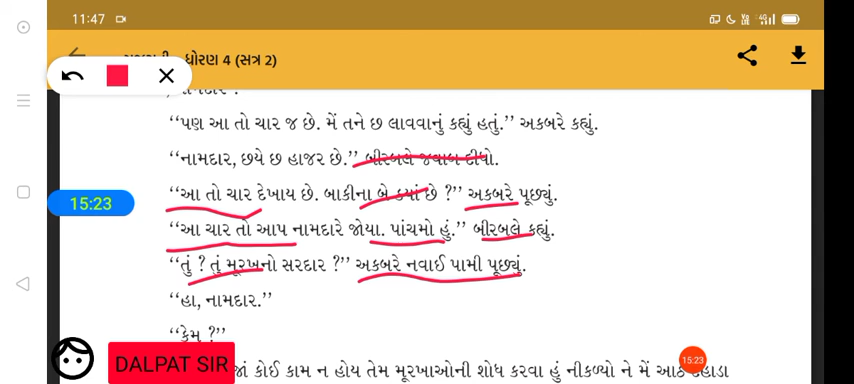 11:47
ધોરણ 4 (સત્ર 2)
"પણ આ તો ચાર જ છે. મેં તને છ લાવવાનું કહ્યું હતું." અકબરે કહ્યું.
"નામદાર, છયે છ હાજર છે." બીરબલે જવાબ દીધો.
"આ તો ચાર દેખાય છે. બાકીના બે ક્યાં છે ?" અકબરે પૂછ્યું.
15:23
"આ ચાર તો આપ નામદારે જોયા. પાંચમો હું." બીરબલે કહ્યું.
"તું ? તું મૂરખનો સરદાર ?" અકબરે નવાઈ પામી પૂછ્યું.
"હા, નામદાર."
"કેમ ?"
15:23
DALPAT SIR
કોઈ કામ ન હોય તેમ મૂરખાઓની શોધ કરવા હું નીકળ્યો ને મેં આઠ